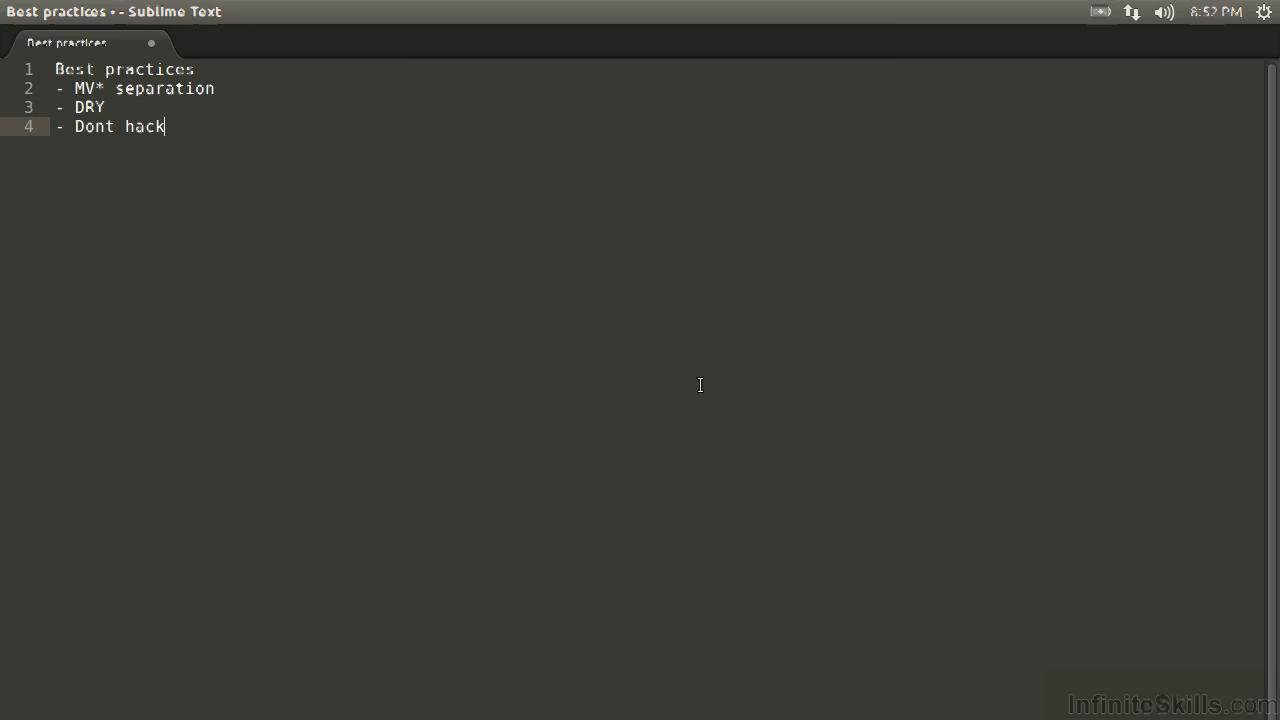 Best practices • - Sublime Text
8:52 PM
Best practices
1 Best practices
2 - MV* separation
3 - DRY
4 - Dont hack
InfiniteSkills.com